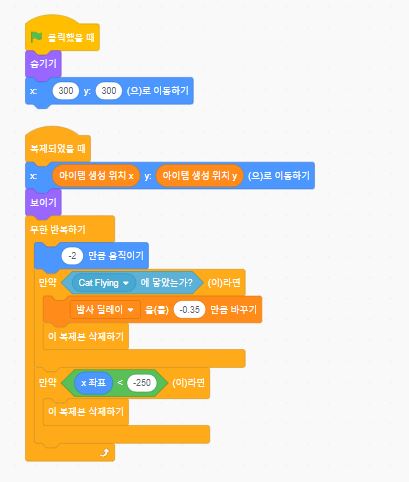 클릭했을 때
숨기기
x: 300 y: 300 (으)로 이동하기
복제되었을 때
x: 아이템 생성 위치 x y: 아이템 생성 위치 y (으)로 이동하기
보이기
무한 반복하기
-2 만큼 움직이기
만약 Cat Flying 에 닿았는가? (이)라면
발사 딜레이 을(를) -0.35 만큼 바꾸기
이 복제본 삭제하기
만약 x 좌표 < -250 (이)라면
이 복제본 삭제하기